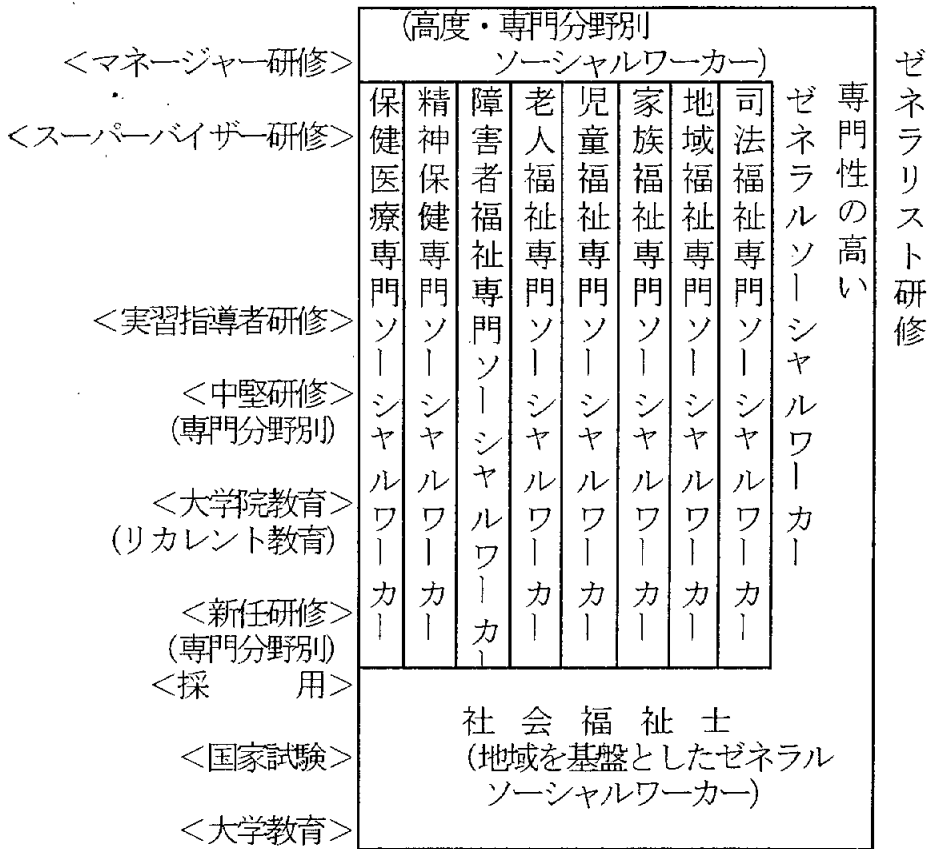 (高度・専門分野別
ソーシャルワーカー)
<マネージャー研修>
<スーパーバイザー研修>
<実習指導者研修>
<中堅研修>
(専門分野別)
<大学院教育>
(リカレント教育)
<新任研修>
(専門分野別)
<採　　用>
<国家試験>
<大学教育>
保健医療専門ソーシャルワーカー
精神保健専門ソーシャルワーカー
障害者福祉専門ソーシャルワーカー
老人福祉専門ソーシャルワーカー
児童福祉専門ソーシャルワーカー
家族福祉専門ソーシャルワーカー
地域福祉専門ソーシャルワーカー
司法福祉専門ソーシャルワーカー
専門性の高い
ゼネラルソーシャルワーカー
ゼネラリスト研修
社会福祉士
(地域を基盤としたゼネラル
ソーシャルワーカー)